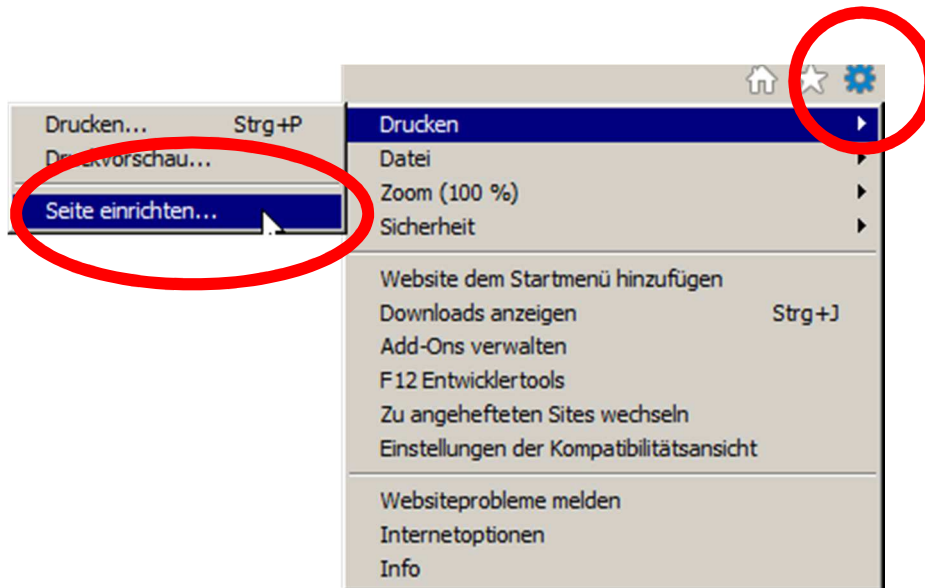 Drucken... Strg+P
Druckvorschau...
Seite einrichten...
Drucken
Datei
Zoom (100 %)
Sicherheit
Website dem Startmenü hinzufügen
Downloads anzeigen Strg+J
Add-Ons verwalten
F12 Entwicklertools
Zu angehefteten Sites wechseln
Einstellungen der Kompatibilitätsansicht
Websiteprobleme melden
Internetoptionen
Info